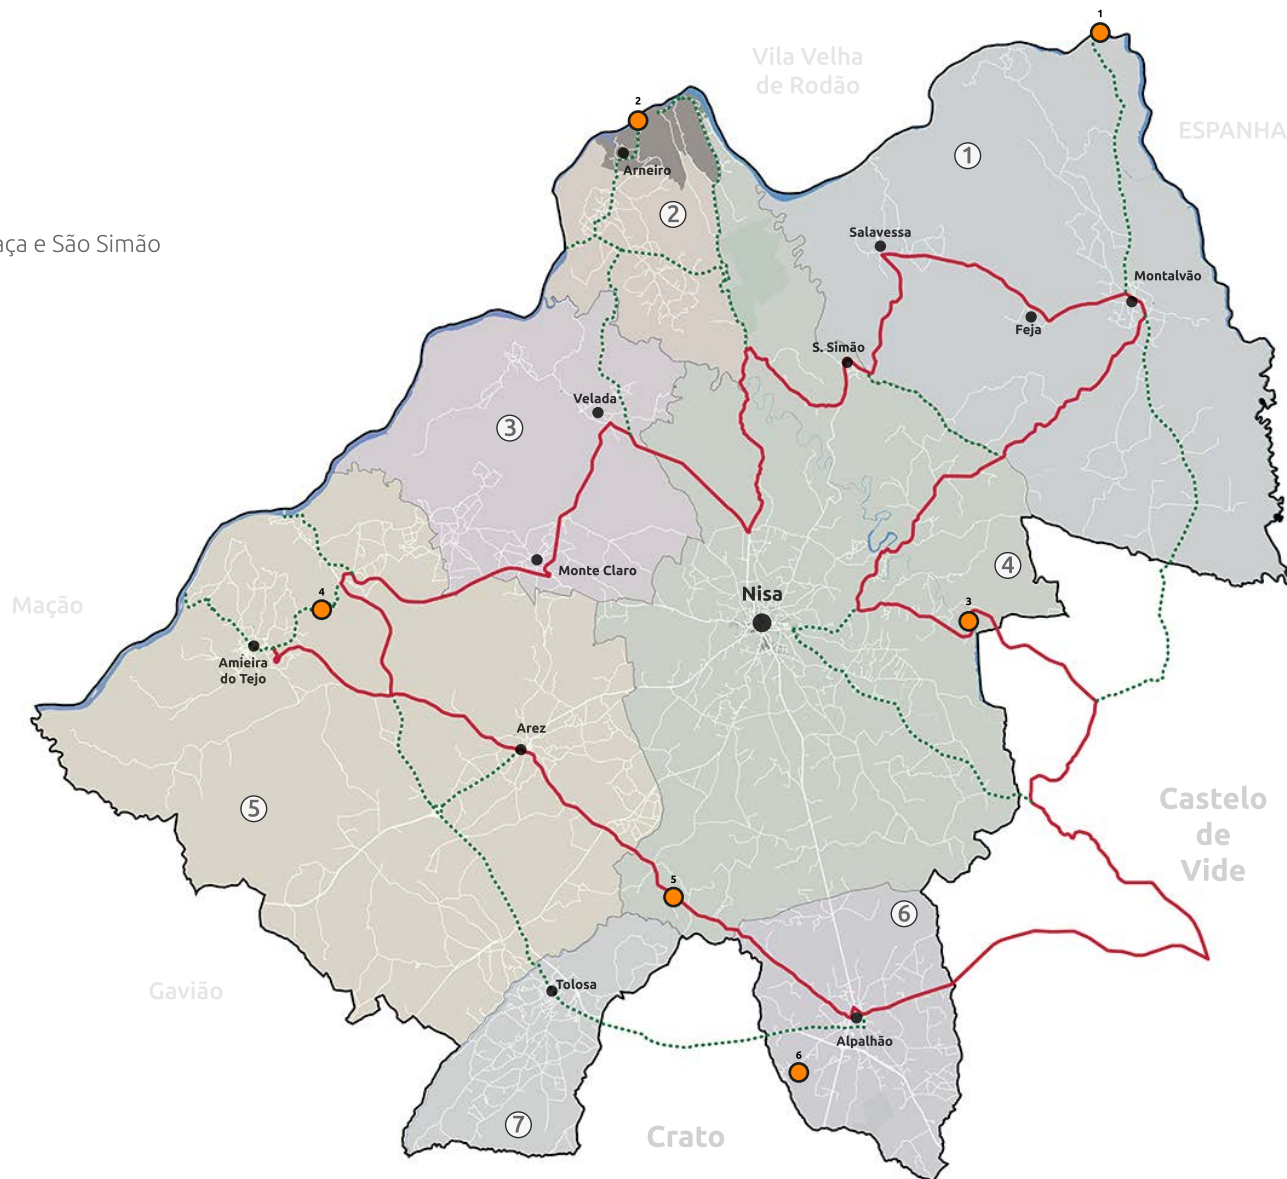 1
Vila Velha
de Rodão
2
ESPANHA
①
Arneiro
②
Salavessa
aça e São Simão
Montalvão
Feja
S. Simão
Velada
③
Monte Claro
④
Nisa
4
3
Mação
Amieira
do Tejo
Arez
Castelo
de
Vide
⑤
5
⑥
Gavião
Tolosa
Alpalhão
6
⑦
Crato